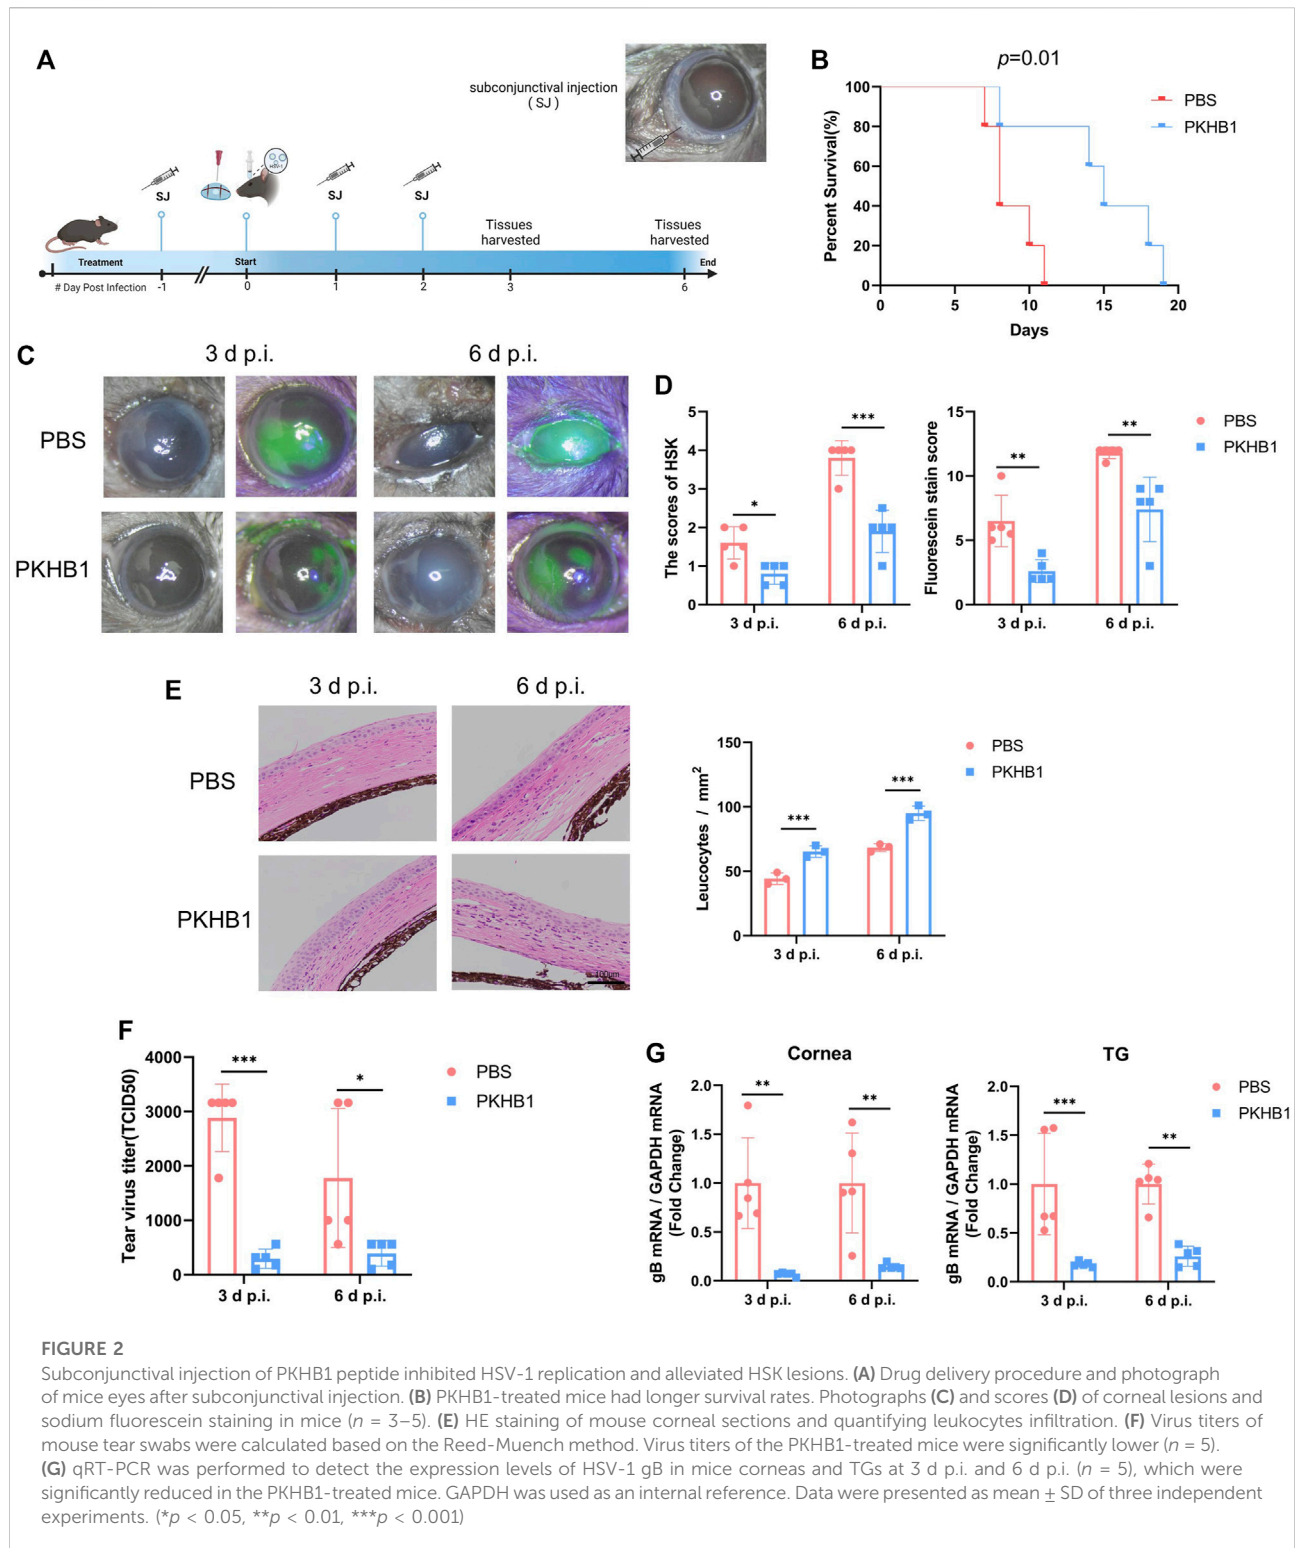 A
subconjunctival injection
( SJ )
SJ
HSV-1
SJ
SJ
Tissues
harvested
Tissues
harvested
Treatment
Start
End
# Day Post Infection
-1
0
1
2
3
6
B
p=0.01
Percent Survival(%)
100
80
60
40
20
0
0
5
10
15
20
Days
PBS
PKHB1
C
3 d p.i.
6 d p.i.
PBS
PKHB1
D
The scores of HSK
5
4
3
2
1
0
*
***
3 d p.i.
6 d p.i.
Fluorescein stain score
15
10
5
0
**
**
3 d p.i.
6 d p.i.
PBS
PKHB1
E
3 d p.i.
6 d p.i.
PBS
PKHB1
100μm
Leucocytes / mm²
150
100
50
0
***
***
3 d p.i.
6 d p.i.
PBS
PKHB1
F
Tear virus titer(TCID50)
4000
3000
2000
1000
0
***
*
3 d p.i.
6 d p.i.
PBS
PKHB1
G
Cornea
gB mRNA / GAPDH mRNA
(Fold Change)
2.0
1.5
1.0
0.5
0.0
**
**
3 d p.i.
6 d p.i.
TG
gB mRNA / GAPDH mRNA
(Fold Change)
2.0
1.5
1.0
0.5
0.0
***
**
3 d p.i.
6 d p.i.
PBS
PKHB1
FIGURE 2
Subconjunctival injection of PKHB1 peptide inhibited HSV-1 replication and alleviated HSK lesions. (A) Drug delivery procedure and photograph
of mice eyes after subconjunctival injection. (B) PKHB1-treated mice had longer survival rates. Photographs (C) and scores (D) of corneal lesions and
sodium fluorescein staining in mice (n = 3–5). (E) HE staining of mouse corneal sections and quantifying leukocytes infiltration. (F) Virus titers of
mouse tear swabs were calculated based on the Reed-Muench method. Virus titers of the PKHB1-treated mice were significantly lower (n = 5).
(G) qRT-PCR was performed to detect the expression levels of HSV-1 gB in mice corneas and TGs at 3 d p.i. and 6 d p.i. (n = 5), which were
significantly reduced in the PKHB1-treated mice. GAPDH was used as an internal reference. Data were presented as mean ± SD of three independent
experiments. (*p < 0.05, **p < 0.01, ***p < 0.001)